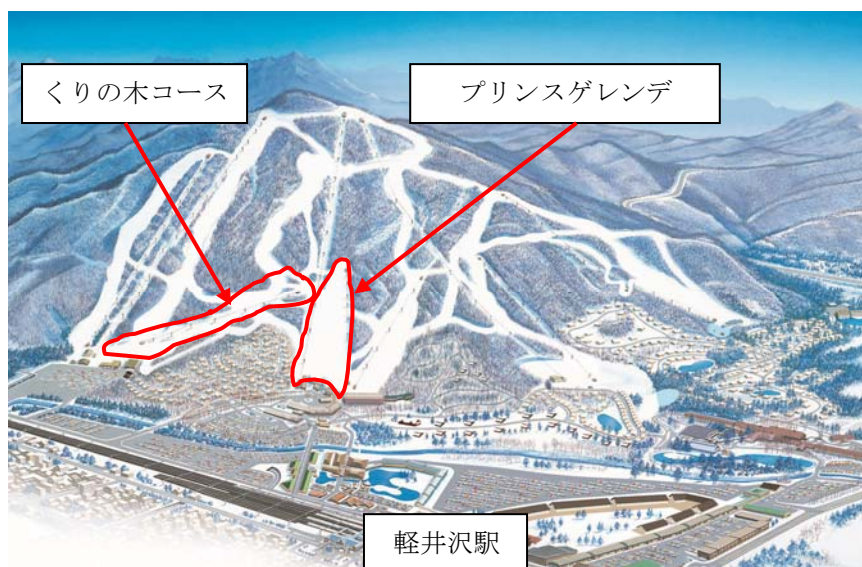 くりの木コース
プリンスゲレンデ
軽井沢駅